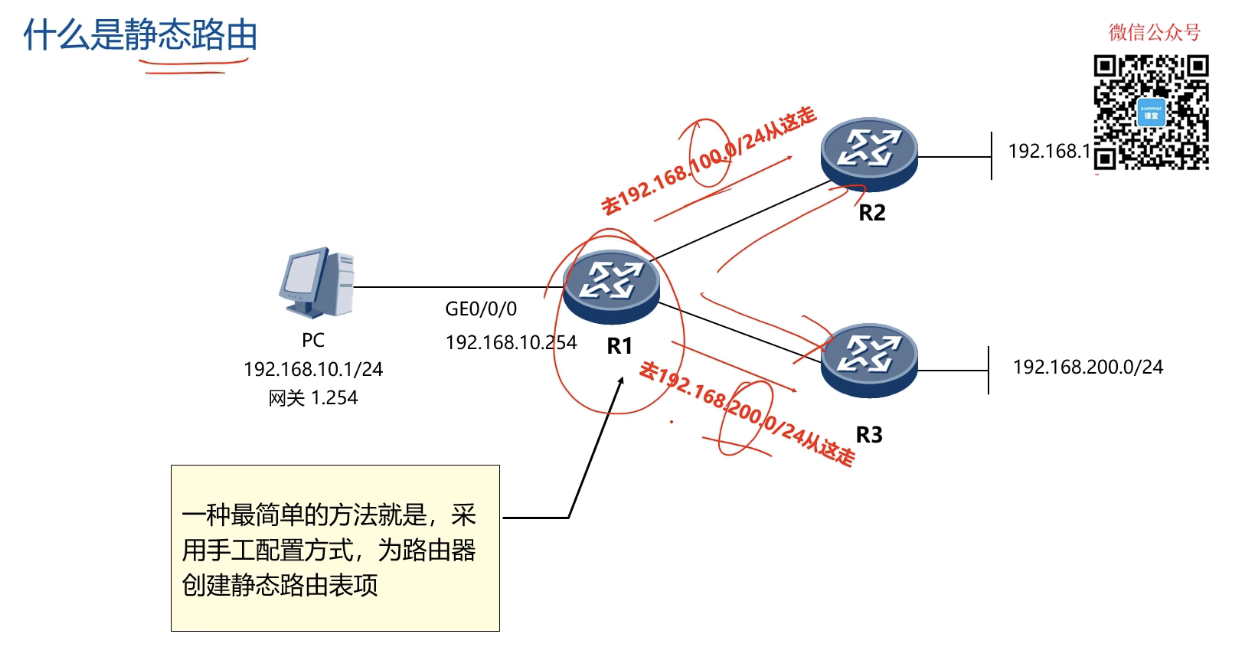 什么是静态路由
微信公众号
summer
课堂
去192.168.100.0/24从这走
192.168.1
R2
GE0/0/0
192.168.10.254
R1
PC
192.168.10.1/24
网关 1.254
去192.168.200.0/24从这走
192.168.200.0/24
R3
一种最简单的方法就是，采
用手工配置方式，为路由器
创建静态路由表项